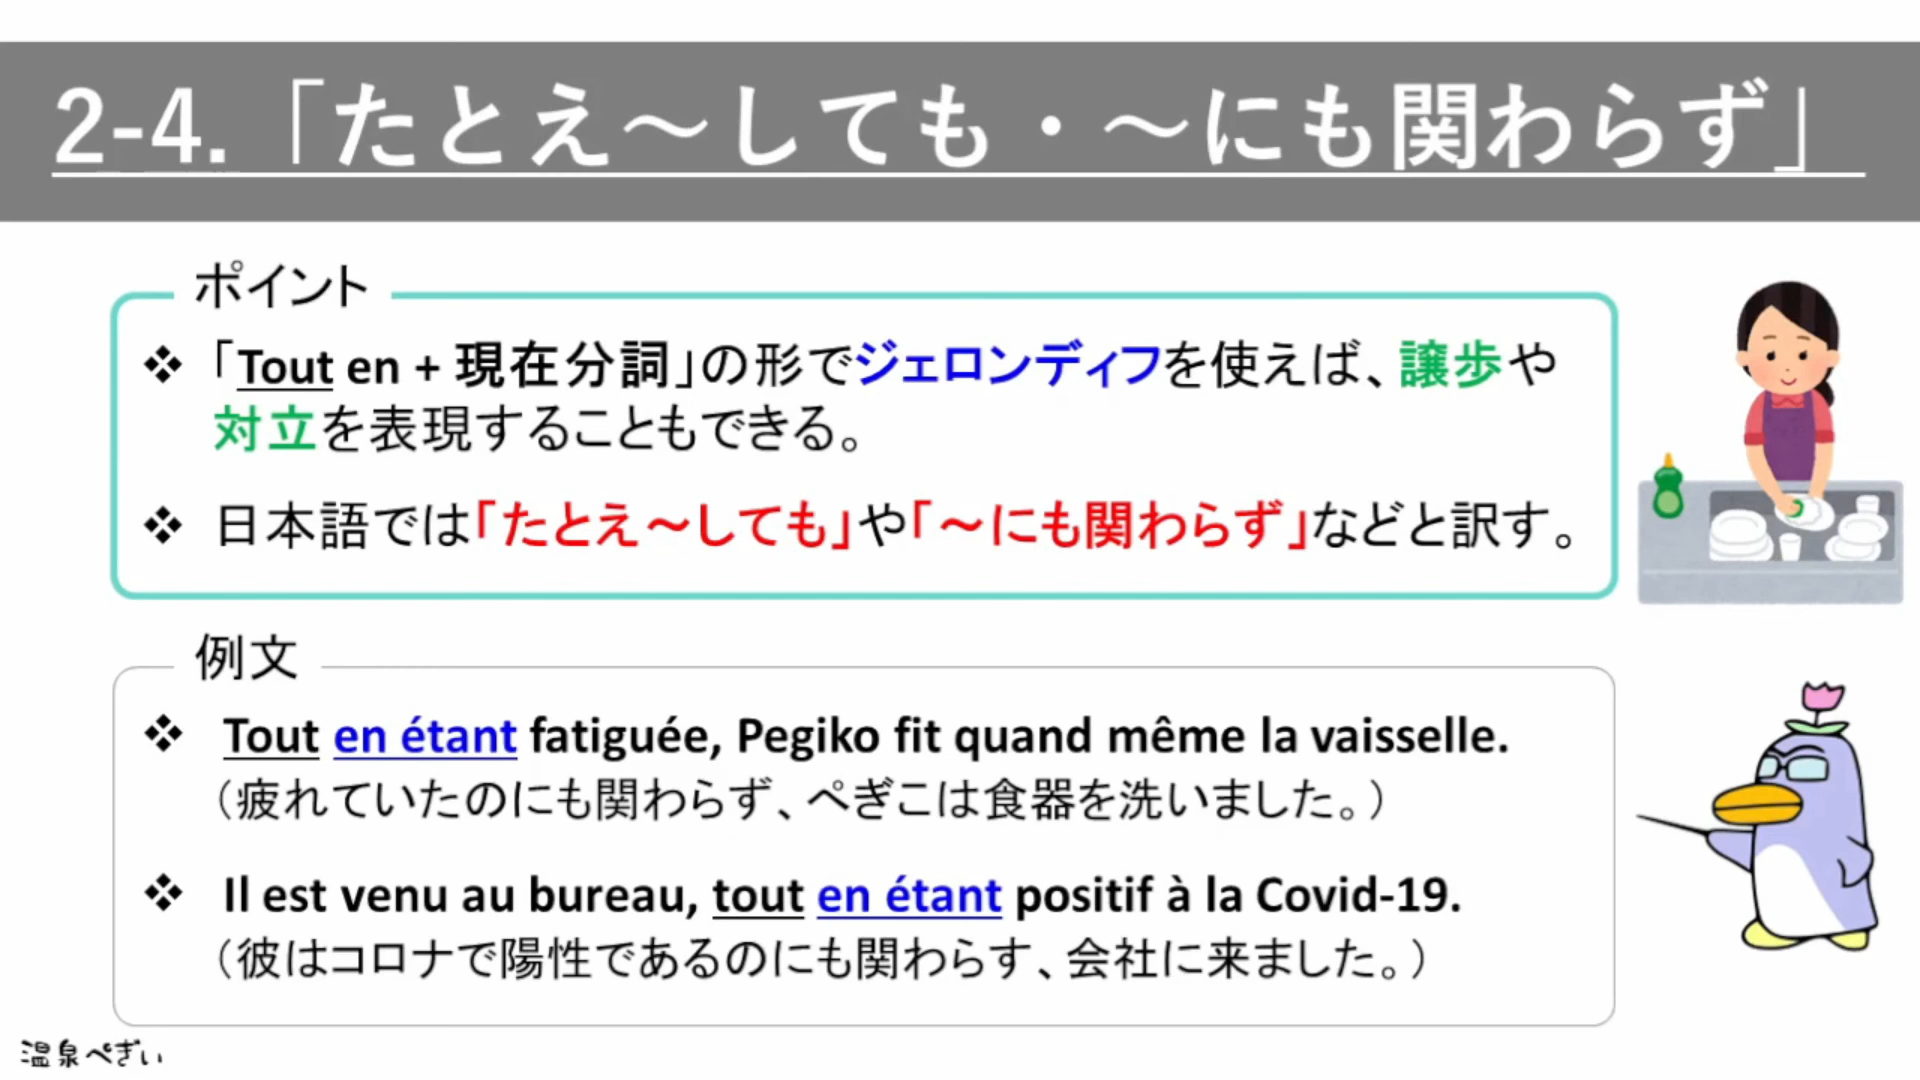 2-4.「たとえ～しても・～にも関わらず」
ポイント
❖ 「Tout en + 現在分詞」の形でジェロンディフを使えば、譲歩や
対立を表現することもできる。
❖ 日本語では「たとえ～しても」や「～にも関わらず」などと訳す。
例文
❖ Tout en étant fatiguée, Pegiko fit quand même la vaisselle.
（疲れていたのにも関わらず、ぺぎこは食器を洗いました。）
❖ Il est venu au bureau, tout en étant positif à la Covid-19.
（彼はコロナで陽性であるのにも関わらす、会社に来ました。）
温泉ぺぎぃ